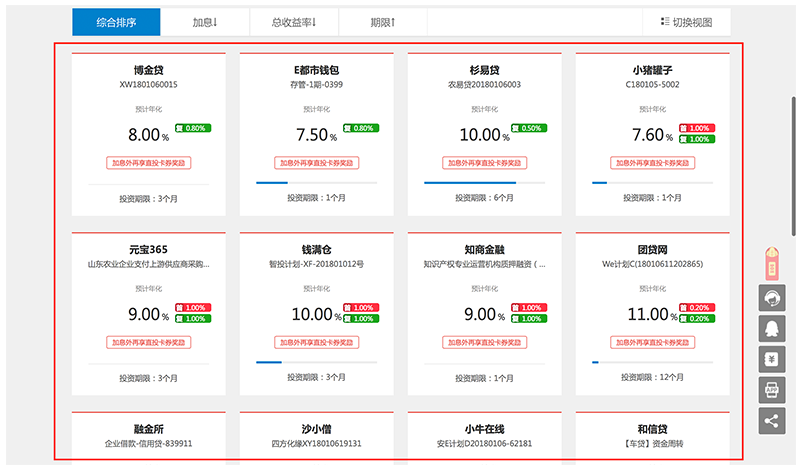 综合排序 加息↓ 总收益率↓ 期限↑ 切换视图
博金贷 E都市钱包 杉易贷 小猪罐子
XW1801060015 存管-1期-0399 农易贷20180106003 C180105-5002
预计年化 预计年化 预计年化 预计年化
8.00% 复 0.80% 7.50% 复 0.80% 10.00% 复 0.50% 7.60% 首 1.00% 复 1.00%
加息外再享直投卡券奖励 加息外再享直投卡券奖励 加息外再享直投卡券奖励 加息外再享直投卡券奖励
投资期限：3个月 投资期限：1个月 投资期限：6个月 投资期限：1个月
元宝365 钱满仓 知商金融 团贷网
山东农业企业支付上游供应商采购... 智投计划-XF-201801012号 知识产权专业运营机构质押融资（... We计划C(18010611202865)
预计年化 预计年化 预计年化 预计年化
9.00% 首 1.00% 复 1.00% 10.00% 首 1.00% 复 1.00% 9.00% 首 1.00% 复 1.00% 11.00% 首 0.20% 复 0.20%
加息外再享直投卡券奖励 加息外再享直投卡券奖励 加息外再享直投卡券奖励 加息外再享直投卡券奖励
投资期限：3个月 投资期限：3个月 投资期限：1个月 投资期限：12个月
融金所 沙小僧 小牛在线 和信贷
企业借款-信用贷-839911 四方化缘XY18010619131 安E计划D20180106-62181 【车贷】资金周转
APP